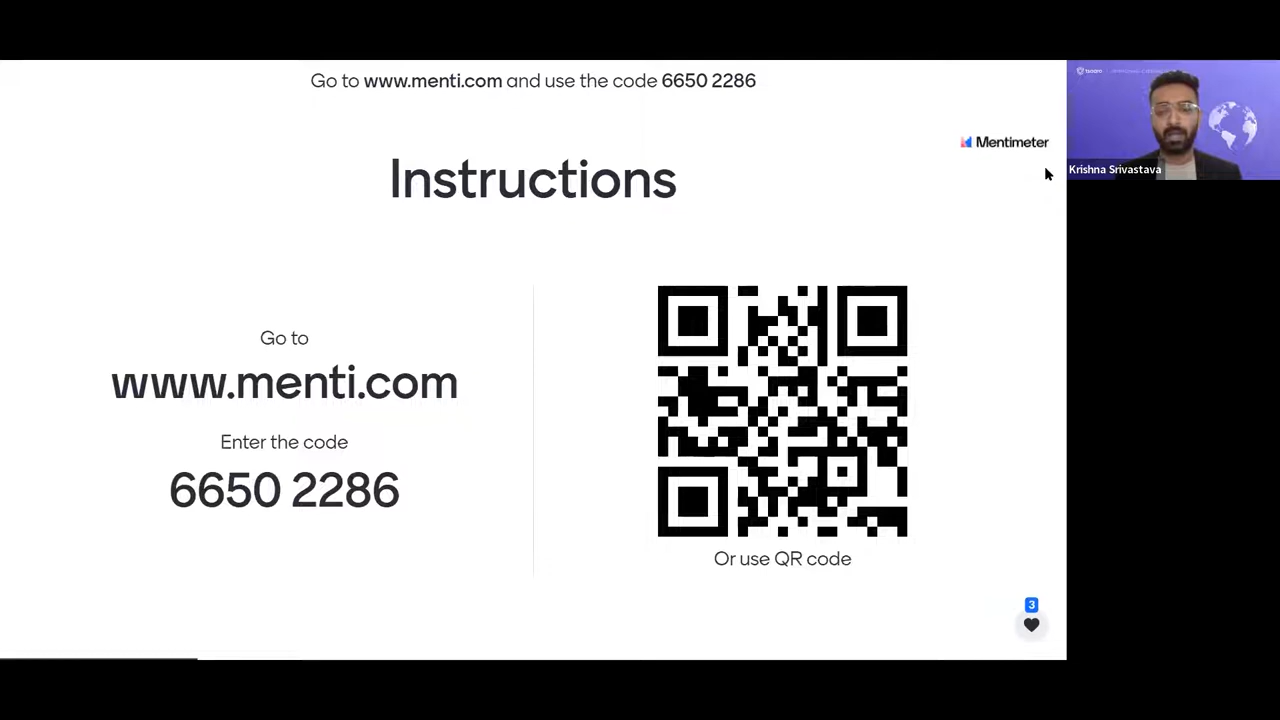 Go to www.menti.com and use the code 6650 2286
Mentimeter
Instructions
Krishna Srivastava
Go to
www.menti.com
Enter the code
6650 2286
Or use QR code
3